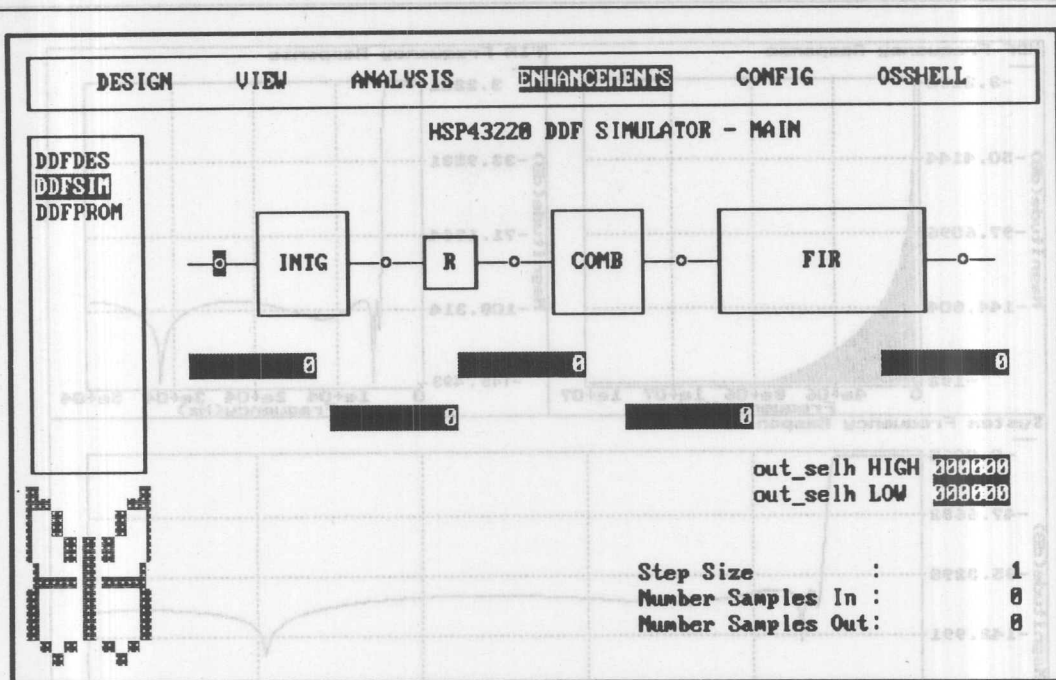 DESIGN VIEW ANALYSIS ENHANCEMENTS CONFIG OSSHELL
HSP43220 DDF SIMULATOR - MAIN
DDFDES
DDFSIM
DDFPROM
INTG R COMB FIR
0 0 0
0 0
out_selh HIGH 000000
out_selh LOW 000000
Step Size : 1
Number Samples In : 0
Number Samples Out: 0